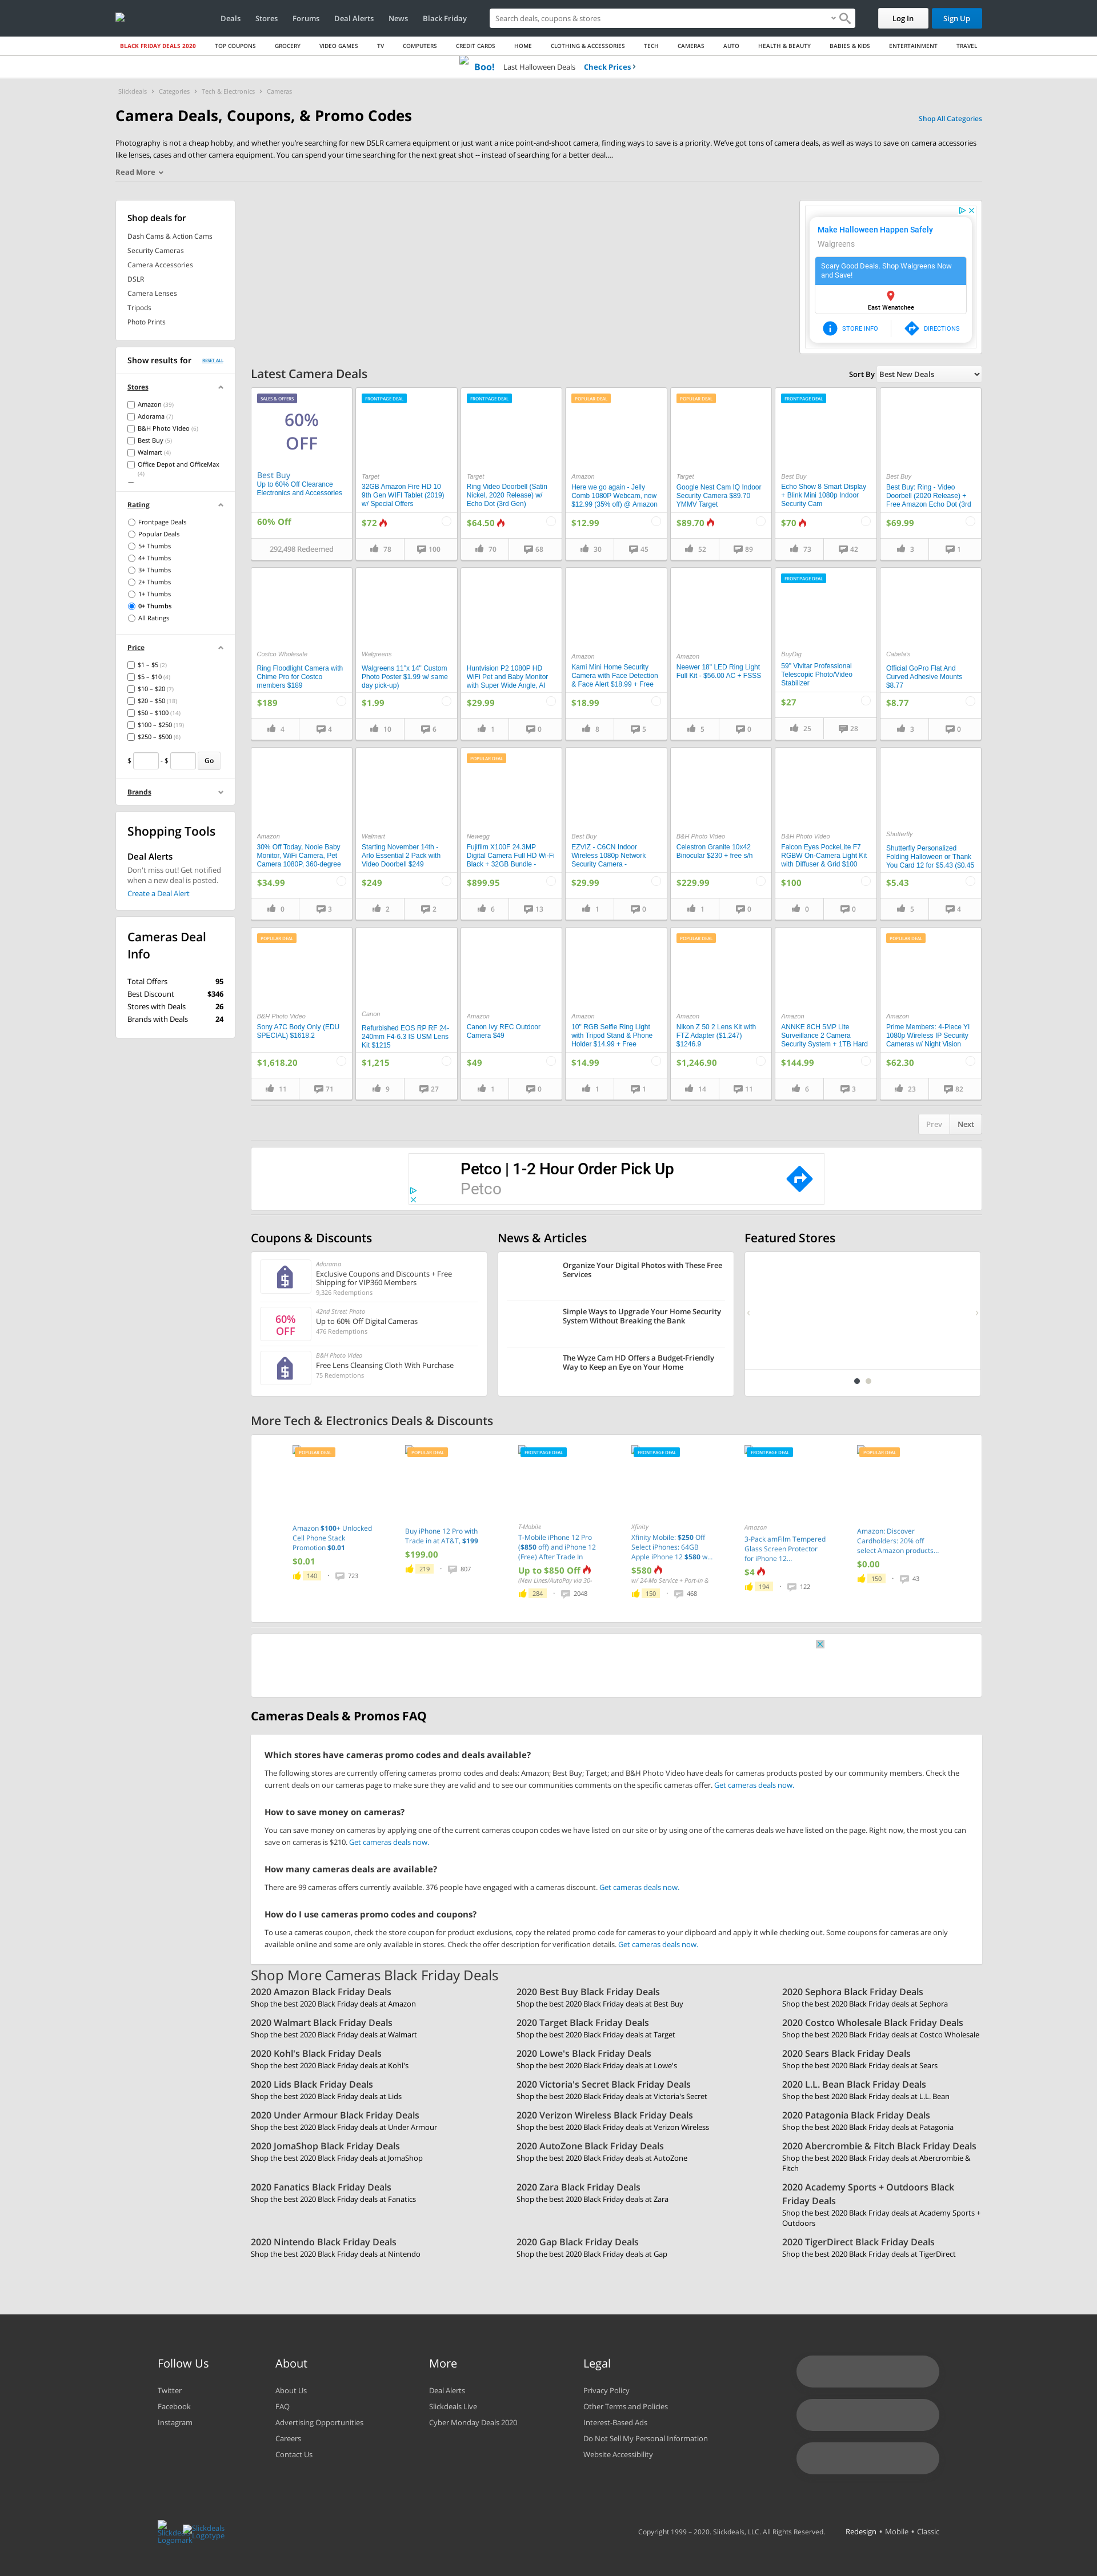 Deals
Stores
Forums
Deal Alerts
News
Black Friday
Search deals, coupons & stores
Log In
Sign Up
BLACK FRIDAY DEALS 2020
TOP COUPONS
GROCERY
VIDEO GAMES
TV
COMPUTERS
CREDIT CARDS
HOME
CLOTHING & ACCESSORIES
TECH
CAMERAS
AUTO
HEALTH & BEAUTY
BABIES & KIDS
ENTERTAINMENT
TRAVEL
Boo! Last Halloween Deals Check Prices
Slickdeals
Categories
Tech & Electronics
Cameras
Camera Deals, Coupons, & Promo Codes
Shop All Categories
Photography is not a cheap hobby, and whether you're searching for new DSLR camera equipment or just want a nice point-and-shoot camera, finding ways to save is a priority. We've got tons of camera deals, as well as ways to save on camera accessories
like lenses, cases and other camera equipment. You can spend your time searching for the next great shot -- instead of searching for a better deal....
Read More
Shop deals for
Dash Cams & Action Cams
Security Cameras
Camera Accessories
DSLR
Camera Lenses
Tripods
Photo Prints
Show results for
RESET ALL
Stores
Amazon (39)
Adorama (7)
B&H Photo Video (6)
Best Buy (5)
Walmart (4)
Office Depot and OfficeMax
(4)
Rating
Frontpage Deals
Popular Deals
5+ Thumbs
4+ Thumbs
3+ Thumbs
2+ Thumbs
1+ Thumbs
0+ Thumbs
All Ratings
Price
$1 – $5 (2)
$5 – $10 (4)
$10 – $20 (7)
$20 – $50 (18)
$50 – $100 (14)
$100 – $250 (19)
$250 – $500 (6)
$ - $ Go
Brands
Shopping Tools
Deal Alerts
Don't miss out! Get notified
when a new deal is posted.
Create a Deal Alert
Cameras Deal
Info
Total Offers 95
Best Discount $346
Stores with Deals 26
Brands with Deals 24
Make Halloween Happen Safely
Walgreens
Scary Good Deals. Shop Walgreens Now
and Save!
East Wenatchee
STORE INFO
DIRECTIONS
Latest Camera Deals
Sort By Best New Deals
SALES & OFFERS
60%
OFF
Best Buy
Up to 60% Off Clearance
Electronics and Accessories
60% Off
292,498 Redeemed
FRONTPAGE DEAL
Target
32GB Amazon Fire HD 10
9th Gen WIFI Tablet (2019)
w/ Special Offers
$72
78
100
FRONTPAGE DEAL
Target
Ring Video Doorbell (Satin
Nickel, 2020 Release) w/
Echo Dot (3rd Gen)
$64.50
70
68
POPULAR DEAL
Amazon
Here we go again - Jelly
Comb 1080P Webcam, now
$12.99 (35% off) @ Amazon
$12.99
30
45
POPULAR DEAL
Target
Google Nest Cam IQ Indoor
Security Camera $89.70
YMMV Target
$89.70
52
89
FRONTPAGE DEAL
Best Buy
Echo Show 8 Smart Display
+ Blink Mini 1080p Indoor
Security Cam
$70
73
42
Best Buy
Best Buy: Ring - Video
Doorbell (2020 Release) +
Free Amazon Echo Dot (3rd
$69.99
3
1
Costco Wholesale
Ring Floodlight Camera with
Chime Pro for Costco
members $189
$189
4
4
Walgreens
Walgreens 11"x 14" Custom
Photo Poster $1.99 w/ same
day pick-up)
$1.99
10
6
Huntvision P2 1080P HD
WiFi Pet and Baby Monitor
with Super Wide Angle, AI
$29.99
1
0
Amazon
Kami Mini Home Security
Camera with Face Detection
& Face Alert $18.99 + Free
$18.99
8
5
Amazon
Neewer 18" LED Ring Light
Full Kit - $56.00 AC + FSSS
5
0
FRONTPAGE DEAL
BuyDig
59" Vivitar Professional
Telescopic Photo/Video
Stabilizer
$27
25
28
Cabela's
Official GoPro Flat And
Curved Adhesive Mounts
$8.77
$8.77
3
0
Amazon
30% Off Today, Nooie Baby
Monitor, WiFi Camera, Pet
Camera 1080P, 360-degree
$34.99
0
3
Walmart
Starting November 14th -
Arlo Essential 2 Pack with
Video Doorbell $249
$249
2
2
POPULAR DEAL
Newegg
Fujifilm X100F 24.3MP
Digital Camera Full HD Wi-Fi
Black + 32GB Bundle -
$899.95
6
13
Best Buy
EZVIZ - C6CN Indoor
Wireless 1080p Network
Security Camera -
$29.99
1
0
B&H Photo Video
Celestron Granite 10x42
Binocular $230 + free s/h
$229.99
1
0
B&H Photo Video
Falcon Eyes PockeLite F7
RGBW On-Camera Light Kit
with Diffuser & Grid $100
$100
0
0
Shutterfly
Shutterfly Personalized
Folding Halloween or Thank
You Card 12 for $5.43 ($0.45
$5.43
5
4
POPULAR DEAL
B&H Photo Video
Sony A7C Body Only (EDU
SPECIAL) $1618.2
$1,618.20
11
71
Canon
Refurbished EOS RP RF 24-
240mm F4-6.3 IS USM Lens
Kit $1215
$1,215
9
27
Amazon
Canon Ivy REC Outdoor
Camera $49
$49
1
0
Amazon
10" RGB Selfie Ring Light
with Tripod Stand & Phone
Holder $14.99 + Free
$14.99
1
1
POPULAR DEAL
Amazon
Nikon Z 50 2 Lens Kit with
FTZ Adapter ($1,247)
$1246.9
$1,246.90
14
11
Amazon
ANNKE 8CH 5MP Lite
Surveillance 2 Camera
Security System + 1TB Hard
$144.99
6
3
POPULAR DEAL
Amazon
Prime Members: 4-Piece YI
1080p Wireless IP Security
Cameras w/ Night Vision
$62.30
23
82
Prev
Next
Petco | 1-2 Hour Order Pick Up
Petco
Coupons & Discounts
Adorama
Exclusive Coupons and Discounts + Free
Shipping for VIP360 Members
9,326 Redemptions
60%
OFF
42nd Street Photo
Up to 60% Off Digital Cameras
476 Redemptions
B&H Photo Video
Free Lens Cleansing Cloth With Purchase
75 Redemptions
News & Articles
Organize Your Digital Photos with These Free
Services
Simple Ways to Upgrade Your Home Security
System Without Breaking the Bank
The Wyze Cam HD Offers a Budget-Friendly
Way to Keep an Eye on Your Home
Featured Stores
More Tech & Electronics Deals & Discounts
POPULAR DEAL
Amazon $100+ Unlocked
Cell Phone Stack
Promotion $0.01
$0.01
140
723
POPULAR DEAL
Buy iPhone 12 Pro with
Trade in at AT&T, $199
$199.00
219
807
FRONTPAGE DEAL
T-Mobile
T-Mobile iPhone 12 Pro
($850 off) and iPhone 12
(Free) After Trade In
Up to $850 Off
(New Lines/AutoPay via 30-
284
2048
FRONTPAGE DEAL
Xfinity
Xfinity Mobile: $250 Off
Select iPhones: 64GB
Apple iPhone 12 $580 w...
$580
w/ 24-Mo Service + Port-In &
150
468
FRONTPAGE DEAL
Amazon
3-Pack amFilm Tempered
Glass Screen Protector
for iPhone 12...
$4
194
122
POPULAR DEAL
Amazon: Discover
Cardholders: 20% off
select Amazon products...
$0.00
150
43
Cameras Deals & Promos FAQ
Which stores have cameras promo codes and deals available?
The following stores are currently offering cameras promo codes and deals: Amazon; Best Buy; Target; and B&H Photo Video have deals for cameras products posted by our community members. Check the
current deals on our cameras page to make sure they are valid and to see our communities comments on the specific cameras offer. Get cameras deals now.
How to save money on cameras?
You can save money on cameras by applying one of the current cameras coupon codes we have listed on our site or by using one of the cameras deals we have listed on the page. Right now, the most you can
save on cameras is $210. Get cameras deals now.
How many cameras deals are available?
There are 99 cameras offers currently available. 376 people have engaged with a cameras discount. Get cameras deals now.
How do I use cameras promo codes and coupons?
To use a cameras coupon, check the store coupon for product exclusions, copy the related promo code for cameras to your clipboard and apply it while checking out. Some coupons for cameras are only
available online and some are only available in stores. Check the offer description for verification details. Get cameras deals now.
Shop More Cameras Black Friday Deals
2020 Amazon Black Friday Deals
Shop the best 2020 Black Friday deals at Amazon
2020 Best Buy Black Friday Deals
Shop the best 2020 Black Friday deals at Best Buy
2020 Sephora Black Friday Deals
Shop the best 2020 Black Friday deals at Sephora
2020 Walmart Black Friday Deals
Shop the best 2020 Black Friday deals at Walmart
2020 Target Black Friday Deals
Shop the best 2020 Black Friday deals at Target
2020 Costco Wholesale Black Friday Deals
Shop the best 2020 Black Friday deals at Costco Wholesale
2020 Kohl's Black Friday Deals
Shop the best 2020 Black Friday deals at Kohl's
2020 Lowe's Black Friday Deals
Shop the best 2020 Black Friday deals at Lowe's
2020 Sears Black Friday Deals
Shop the best 2020 Black Friday deals at Sears
2020 Lids Black Friday Deals
Shop the best 2020 Black Friday deals at Lids
2020 Victoria's Secret Black Friday Deals
Shop the best 2020 Black Friday deals at Victoria's Secret
2020 L.L. Bean Black Friday Deals
Shop the best 2020 Black Friday deals at L.L. Bean
2020 Under Armour Black Friday Deals
Shop the best 2020 Black Friday deals at Under Armour
2020 Verizon Wireless Black Friday Deals
Shop the best 2020 Black Friday deals at Verizon Wireless
2020 Patagonia Black Friday Deals
Shop the best 2020 Black Friday deals at Patagonia
2020 JomaShop Black Friday Deals
Shop the best 2020 Black Friday deals at JomaShop
2020 AutoZone Black Friday Deals
Shop the best 2020 Black Friday deals at AutoZone
2020 Abercrombie & Fitch Black Friday Deals
Shop the best 2020 Black Friday deals at Abercrombie &
Fitch
2020 Fanatics Black Friday Deals
Shop the best 2020 Black Friday deals at Fanatics
2020 Zara Black Friday Deals
Shop the best 2020 Black Friday deals at Zara
2020 Academy Sports + Outdoors Black
Friday Deals
Shop the best 2020 Black Friday deals at Academy Sports +
Outdoors
2020 Nintendo Black Friday Deals
Shop the best 2020 Black Friday deals at Nintendo
2020 Gap Black Friday Deals
Shop the best 2020 Black Friday deals at Gap
2020 TigerDirect Black Friday Deals
Shop the best 2020 Black Friday deals at TigerDirect
Follow Us
Twitter
Facebook
Instagram
About
About Us
FAQ
Advertising Opportunities
Careers
Contact Us
More
Deal Alerts
Slickdeals Live
Cyber Monday Deals 2020
Legal
Privacy Policy
Other Terms and Policies
Interest-Based Ads
Do Not Sell My Personal Information
Website Accessibility
Slickdeals
Logomark
Slickdeals
Logotype
Copyright 1999 – 2020. Slickdeals, LLC. All Rights Reserved.
Redesign • Mobile • Classic